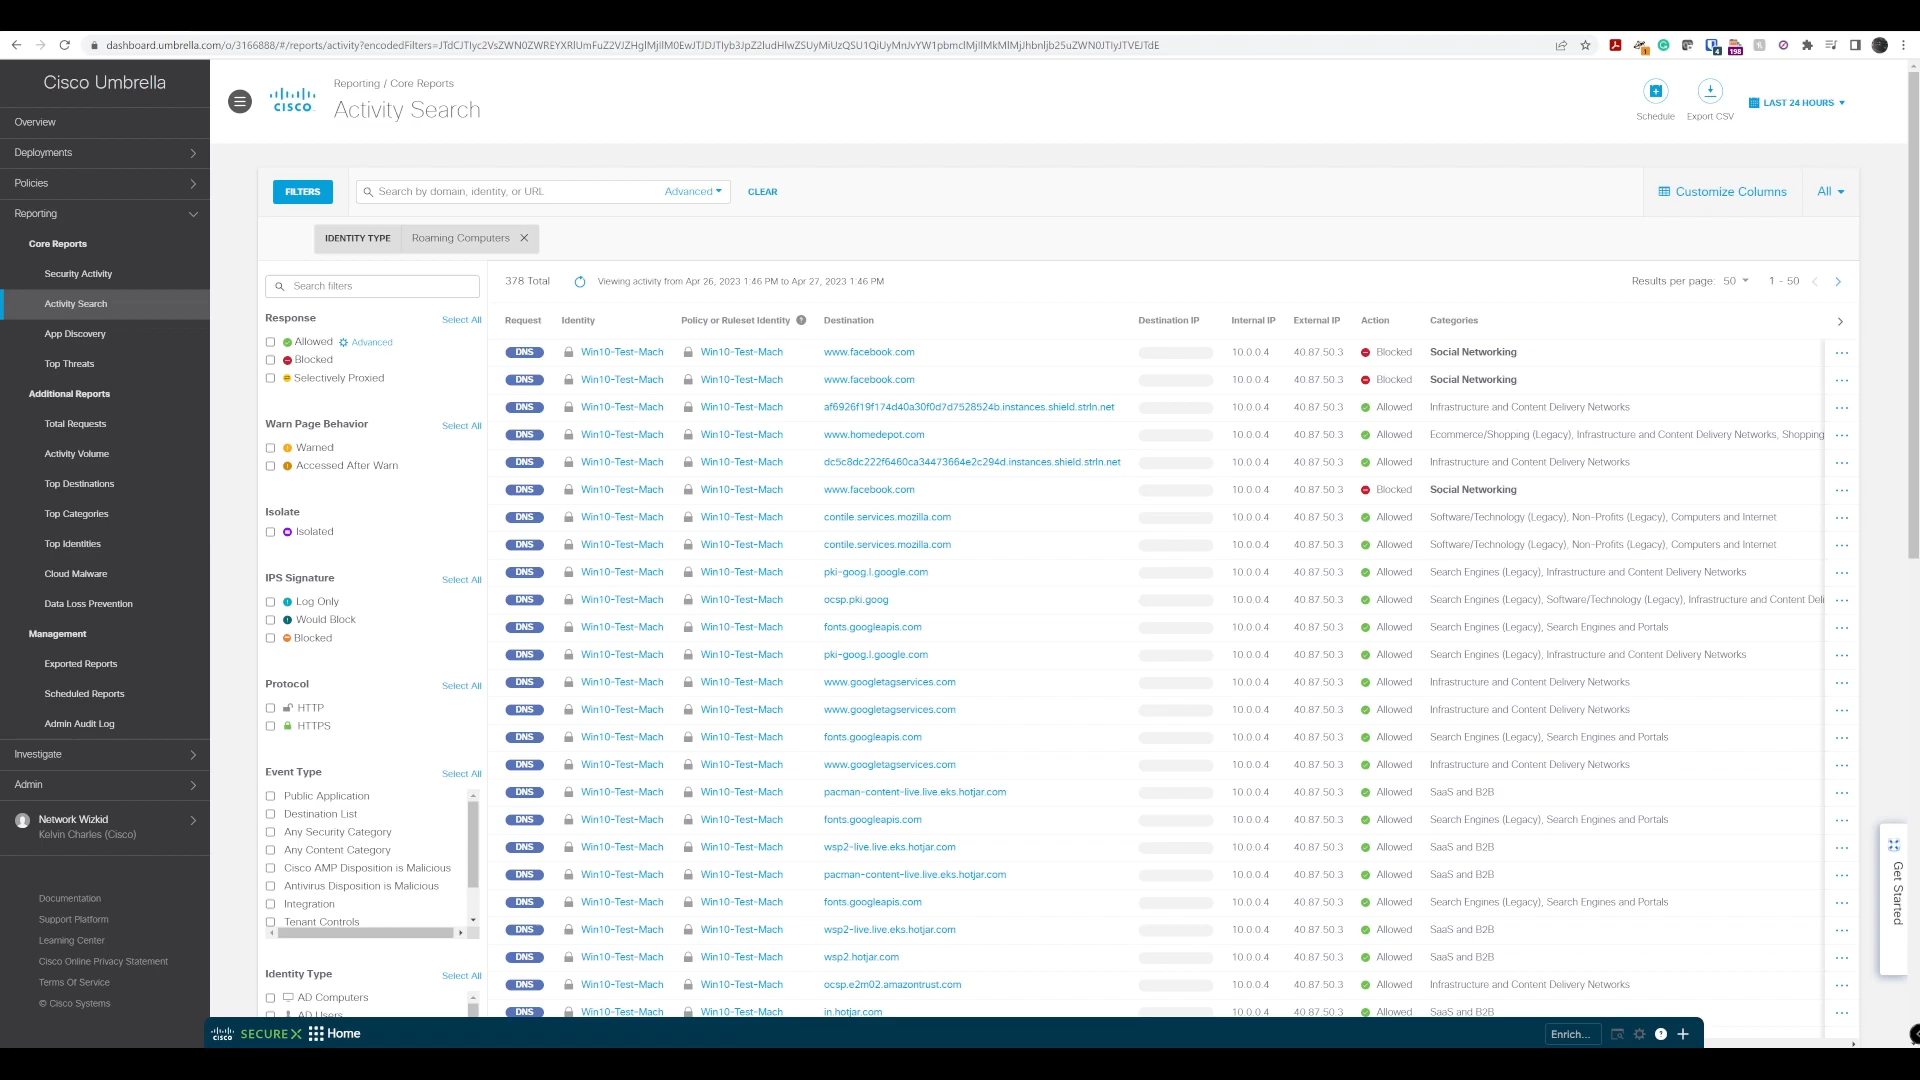 dashboard.umbrella.com/o/3166888/#/reports/activity?encodedFilters=JTdCJTIyc2VsZWN0ZWREYXRlUmFuZ2VJZHglMjIlM0EwJTJDJTIyb3JpZ2ludHlwZSUyMiUzQSU1QiUyMnJvYW1pbmclMjIlMkMlMjJhbnljb25uZWN0JTIyJTVEJTdE
Cisco Umbrella
Overview
Deployments
Policies
Reporting
Core Reports
Security Activity
Activity Search
App Discovery
Top Threats
Additional Reports
Total Requests
Activity Volume
Top Destinations
Top Categories
Top Identities
Cloud Malware
Data Loss Prevention
Management
Exported Reports
Scheduled Reports
Admin Audit Log
Investigate
Admin
Network Wizkid
Kelvin Charles (Cisco)
Documentation
Support Platform
Learning Center
Cisco Online Privacy Statement
Terms Of Service
© Cisco Systems
CISCO
Reporting / Core Reports
Activity Search
Schedule
Export CSV
LAST 24 HOURS
FILTERS
Search by domain, identity, or URL
Advanced
CLEAR
Customize Columns
All
IDENTITY TYPE Roaming Computers
Search filters
Response Select All
Allowed Advanced
Blocked
Selectively Proxied
Warn Page Behavior Select All
Warned
Accessed After Warn
Isolate
Isolated
IPS Signature Select All
Log Only
Would Block
Blocked
Protocol Select All
HTTP
HTTPS
Event Type Select All
Public Application
Destination List
Any Security Category
Any Content Category
Cisco AMP Disposition is Malicious
Antivirus Disposition is Malicious
Integration
Tenant Controls
Identity Type Select All
AD Computers
AD Users
378 Total Viewing activity from Apr 26, 2023 1:46 PM to Apr 27, 2023 1:46 PM Results per page: 50 1 - 50
Request Identity Policy or Ruleset Identity Destination Destination IP Internal IP External IP Action Categories
DNS Win10-Test-Mach Win10-Test-Mach www.facebook.com 10.0.0.4 40.87.50.3 Blocked Social Networking
DNS Win10-Test-Mach Win10-Test-Mach www.facebook.com 10.0.0.4 40.87.50.3 Blocked Social Networking
DNS Win10-Test-Mach Win10-Test-Mach af6926f19f174d40a30f0d7d7528524b.instances.shield.strln.net 10.0.0.4 40.87.50.3 Allowed Infrastructure and Content Delivery Networks
DNS Win10-Test-Mach Win10-Test-Mach www.homedepot.com 10.0.0.4 40.87.50.3 Allowed Ecommerce/Shopping (Legacy), Infrastructure and Content Delivery Networks, Shopping
DNS Win10-Test-Mach Win10-Test-Mach dc5c8dc222f6460ca34473664e2c294d.instances.shield.strln.net 10.0.0.4 40.87.50.3 Allowed Infrastructure and Content Delivery Networks
DNS Win10-Test-Mach Win10-Test-Mach www.facebook.com 10.0.0.4 40.87.50.3 Blocked Social Networking
DNS Win10-Test-Mach Win10-Test-Mach contile.services.mozilla.com 10.0.0.4 40.87.50.3 Allowed Software/Technology (Legacy), Non-Profits (Legacy), Computers and Internet
DNS Win10-Test-Mach Win10-Test-Mach contile.services.mozilla.com 10.0.0.4 40.87.50.3 Allowed Software/Technology (Legacy), Non-Profits (Legacy), Computers and Internet
DNS Win10-Test-Mach Win10-Test-Mach pki-goog.l.google.com 10.0.0.4 40.87.50.3 Allowed Search Engines (Legacy), Infrastructure and Content Delivery Networks
DNS Win10-Test-Mach Win10-Test-Mach ocsp.pki.goog 10.0.0.4 40.87.50.3 Allowed Search Engines (Legacy), Software/Technology (Legacy), Infrastructure and Content Deli
DNS Win10-Test-Mach Win10-Test-Mach fonts.googleapis.com 10.0.0.4 40.87.50.3 Allowed Search Engines (Legacy), Search Engines and Portals
DNS Win10-Test-Mach Win10-Test-Mach pki-goog.l.google.com 10.0.0.4 40.87.50.3 Allowed Search Engines (Legacy), Infrastructure and Content Delivery Networks
DNS Win10-Test-Mach Win10-Test-Mach www.googletagservices.com 10.0.0.4 40.87.50.3 Allowed Infrastructure and Content Delivery Networks
DNS Win10-Test-Mach Win10-Test-Mach www.googletagservices.com 10.0.0.4 40.87.50.3 Allowed Infrastructure and Content Delivery Networks
DNS Win10-Test-Mach Win10-Test-Mach fonts.googleapis.com 10.0.0.4 40.87.50.3 Allowed Search Engines (Legacy), Search Engines and Portals
DNS Win10-Test-Mach Win10-Test-Mach www.googletagservices.com 10.0.0.4 40.87.50.3 Allowed Infrastructure and Content Delivery Networks
DNS Win10-Test-Mach Win10-Test-Mach pacman-content-live.live.eks.hotjar.com 10.0.0.4 40.87.50.3 Allowed SaaS and B2B
DNS Win10-Test-Mach Win10-Test-Mach fonts.googleapis.com 10.0.0.4 40.87.50.3 Allowed Search Engines (Legacy), Search Engines and Portals
DNS Win10-Test-Mach Win10-Test-Mach wsp2-live.live.eks.hotjar.com 10.0.0.4 40.87.50.3 Allowed SaaS and B2B
DNS Win10-Test-Mach Win10-Test-Mach pacman-content-live.live.eks.hotjar.com 10.0.0.4 40.87.50.3 Allowed SaaS and B2B
DNS Win10-Test-Mach Win10-Test-Mach fonts.googleapis.com 10.0.0.4 40.87.50.3 Allowed Search Engines (Legacy), Search Engines and Portals
DNS Win10-Test-Mach Win10-Test-Mach wsp2-live.live.eks.hotjar.com 10.0.0.4 40.87.50.3 Allowed SaaS and B2B
DNS Win10-Test-Mach Win10-Test-Mach wsp2.hotjar.com 10.0.0.4 40.87.50.3 Allowed SaaS and B2B
DNS Win10-Test-Mach Win10-Test-Mach ocsp.e2m02.amazontrust.com 10.0.0.4 40.87.50.3 Allowed Infrastructure and Content Delivery Networks
DNS Win10-Test-Mach Win10-Test-Mach in.hotjar.com 10.0.0.4 40.87.50.3 Allowed SaaS and B2B
Get Started
CISCO SECUREX Home
Enrich...